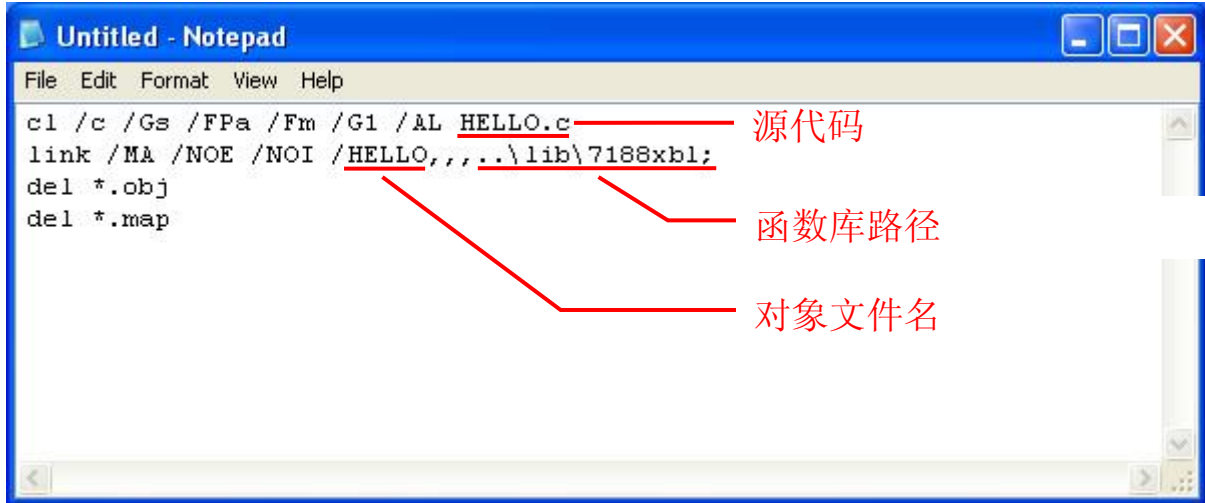 Untitled - Notepad
File Edit Format View Help
cl /c /Gs /FPa /Fm /G1 /AL HELLO.c
源代码
link /MA /NOE /NOI /HELLO,,,..\lib\7188xbl;
del *.obj
del *.map
函数库路径
对象文件名